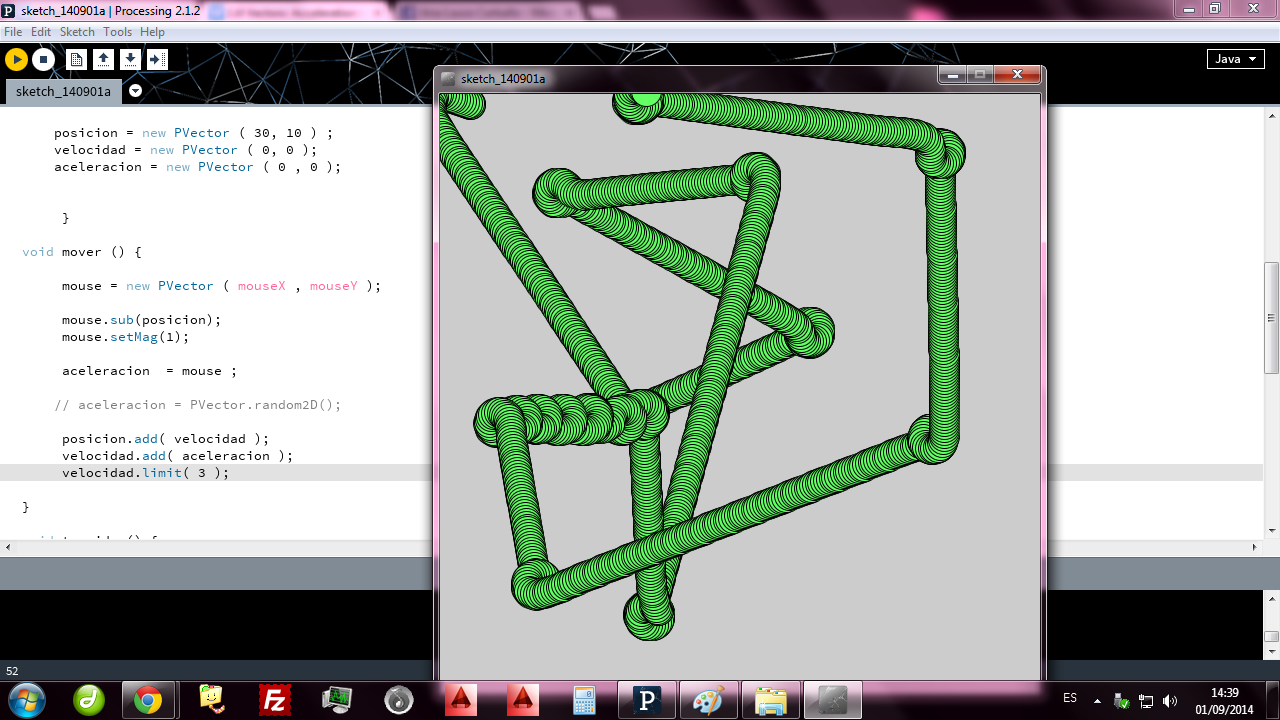 sketch_140901a | Processing 2.1.2
File Edit Sketch Tools Help
Java
sketch_140901a
sketch_140901a
posicion = new PVector ( 30, 10 ) ;
velocidad = new PVector ( 0, 0 );
aceleracion = new PVector ( 0 , 0 );
}
void mover () {
mouse = new PVector ( mouseX , mouseY );
mouse.sub(posicion);
mouse.setMag(1);
aceleracion  = mouse ;
// aceleracion = PVector.random2D();
posicion.add( velocidad );
velocidad.add( aceleracion );
velocidad.limit( 3 );
}
52
ES
14:39
01/09/2014